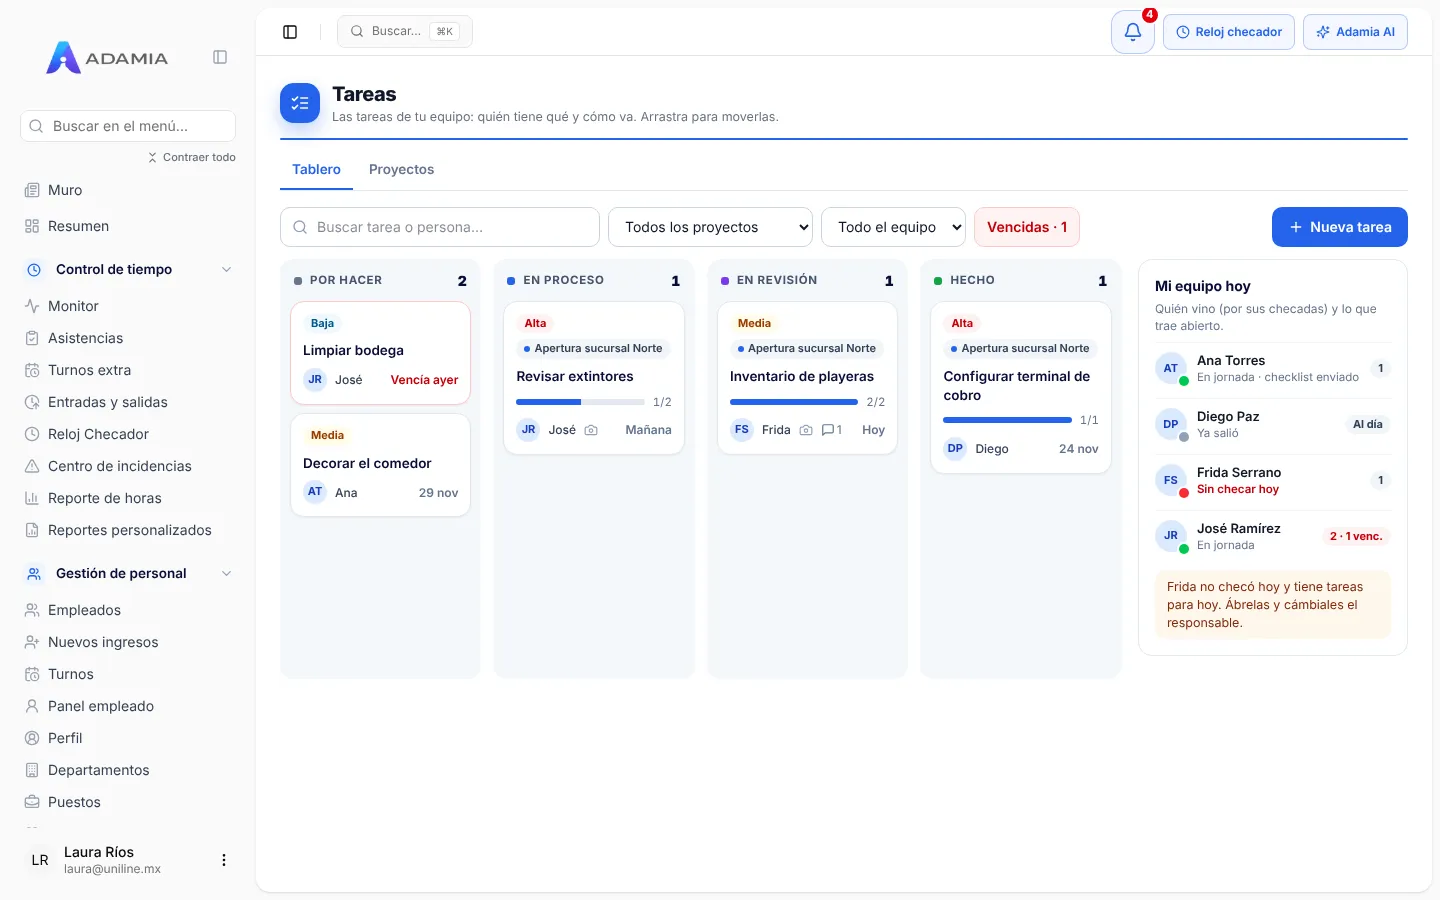 ADAMIA
Buscar en el menú...
Contraer todo
Muro
Resumen
Control de tiempo
Monitor
Asistencias
Turnos extra
Entradas y salidas
Reloj Checador
Centro de incidencias
Reporte de horas
Reportes personalizados
Gestión de personal
Empleados
Nuevos ingresos
Turnos
Panel empleado
Perfil
Departamentos
Puestos
LR
Laura Ríos
laura@uniline.mx
Buscar... ⌘K
4
Reloj checador
Adamia AI
Tareas
Las tareas de tu equipo: quién tiene qué y cómo va. Arrastra para moverlas.
Tablero
Proyectos
Buscar tarea o persona...
Todos los proyectos
Todo el equipo
Vencidas · 1
+ Nueva tarea
POR HACER 2
Baja
Limpiar bodega
JR José Vencía ayer
Media
Decorar el comedor
AT Ana 29 nov
EN PROCESO 1
Alta
Apertura sucursal Norte
Revisar extintores
1/2
JR José Mañana
EN REVISIÓN 1
Media
Apertura sucursal Norte
Inventario de playeras
2/2
FS Frida 1 Hoy
HECHO 1
Alta
Apertura sucursal Norte
Configurar terminal de
cobro
1/1
DP Diego 24 nov
Mi equipo hoy
Quién vino (por sus checadas) y lo que
trae abierto.
AT Ana Torres 1
En jornada · checklist enviado
DP Diego Paz Al día
Ya salió
FS Frida Serrano 1
Sin checar hoy
JR José Ramírez 2 · 1 venc.
En jornada
Frida no checó hoy y tiene tareas
para hoy. Ábrelas y cámbiales el
responsable.